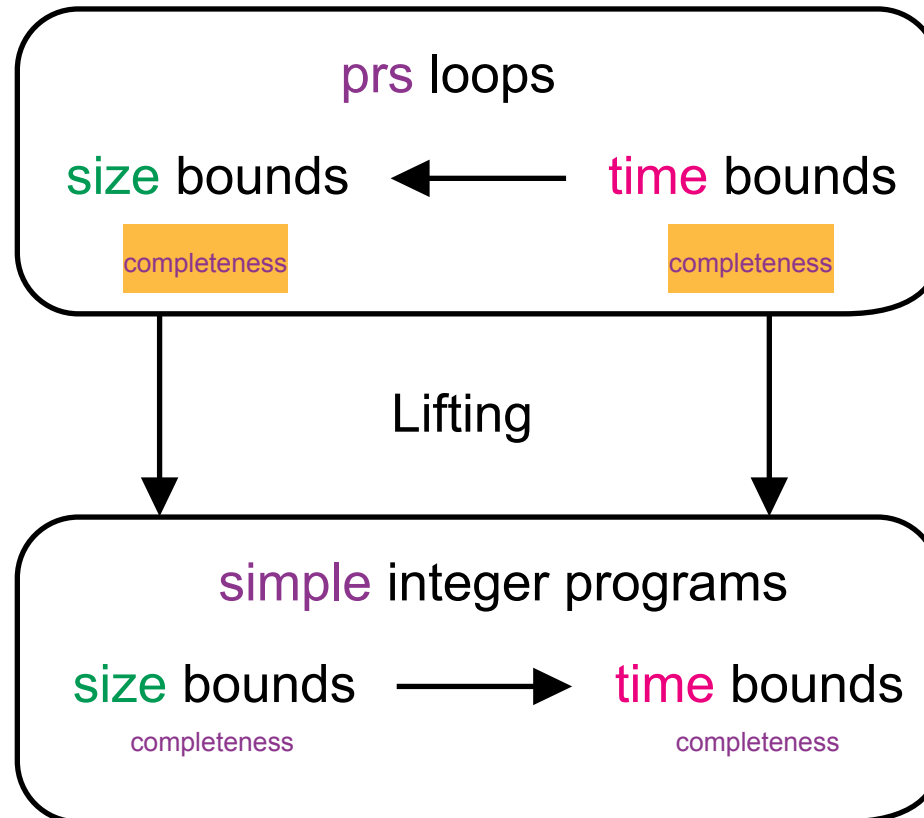 prs loops
size bounds time bounds
completeness completeness
Lifting
simple integer programs
size bounds time bounds
completeness completeness